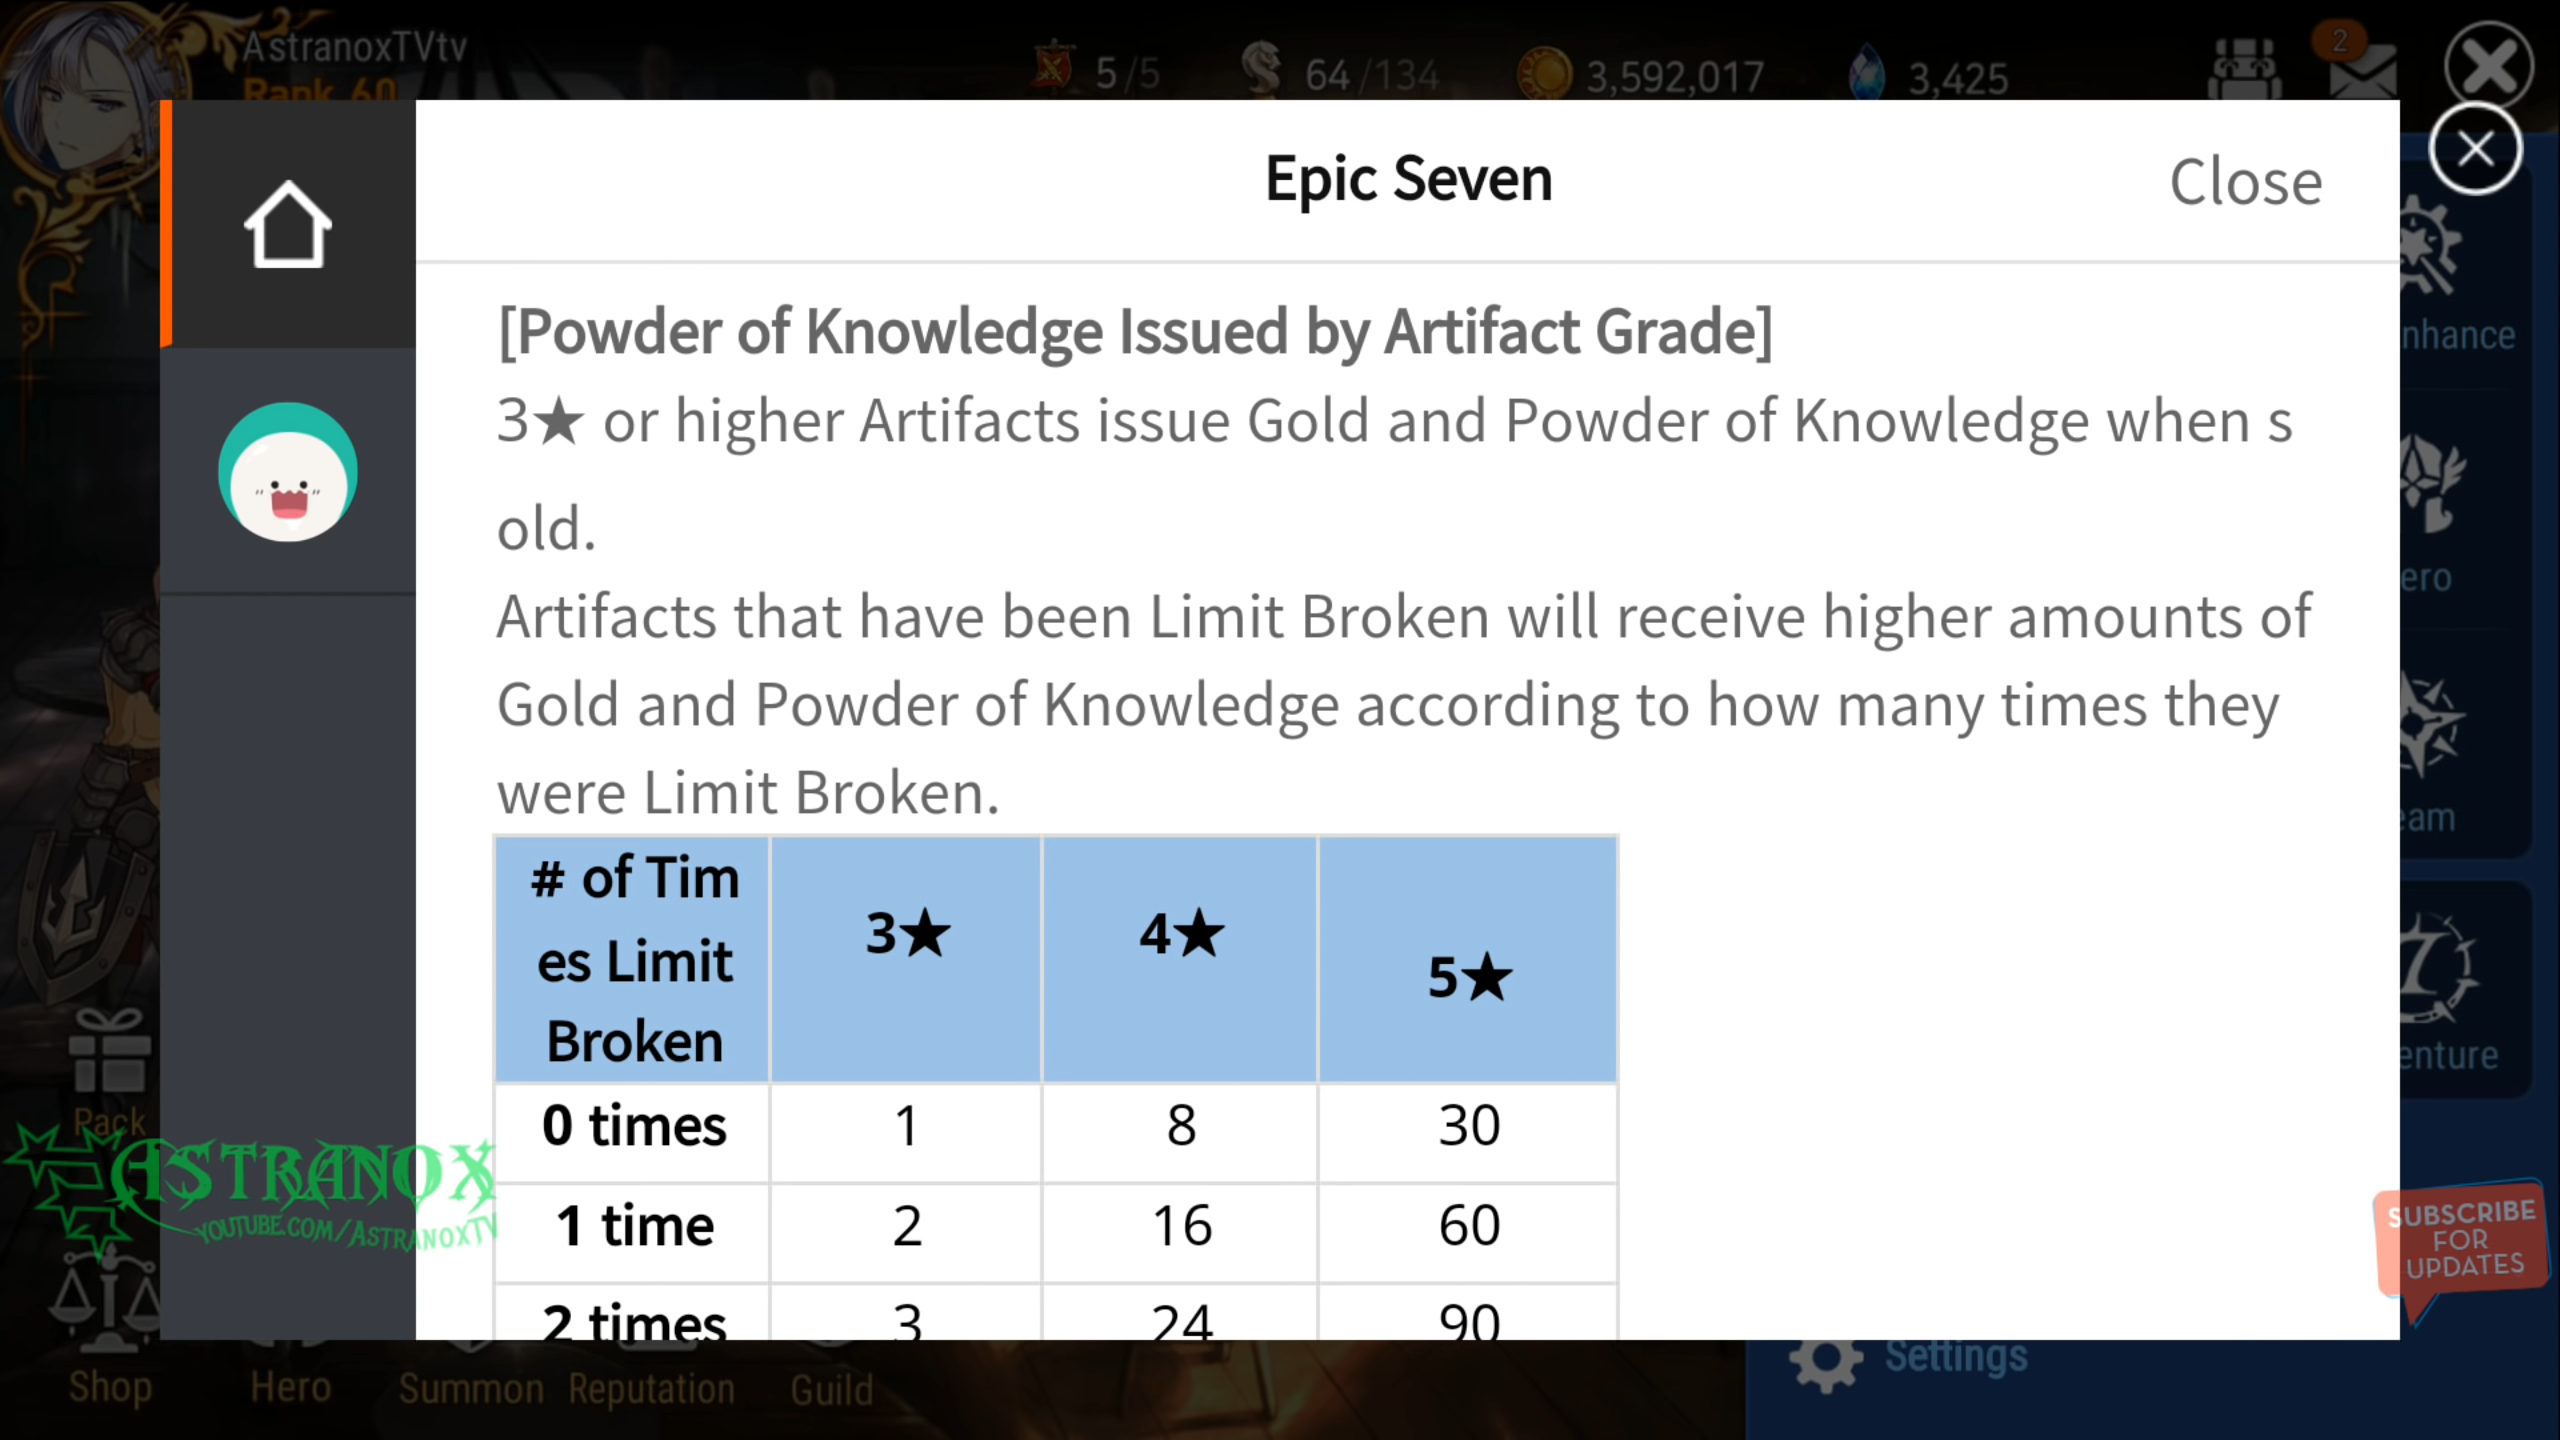 AstranoxTVtv
Rank 60
5/5
64/134
3,592,017
3,425
2
Epic Seven
Close
[Powder of Knowledge Issued by Artifact Grade]
3★ or higher Artifacts issue Gold and Powder of Knowledge when s
old.
Artifacts that have been Limit Broken will receive higher amounts of
Gold and Powder of Knowledge according to how many times they
were Limit Broken.
# of Tim
es Limit
Broken
3★
4★
5★
0 times 1 8 30
1 time 2 16 60
2 times 3 24 90
nhance
ero
eam
enture
Pack
ASTRANOX
YOUTUBE.COM/ASTRANOXTV
SUBSCRIBE
FOR
UPDATES
Settings
Shop
Hero
Summon
Reputation
Guild